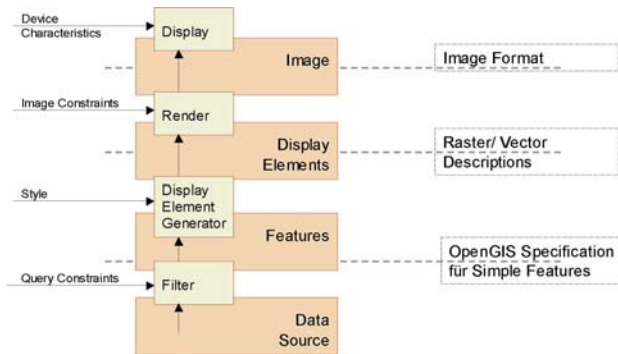 Device
Characteristics
Display
Image
Image Format
Image Constraints
Render
Display
Elements
Raster/ Vector
Descriptions
Style
Display
Element
Generator
Features
OpenGIS Specification
für Simple Features
Query Constraints
Filter
Data
Source